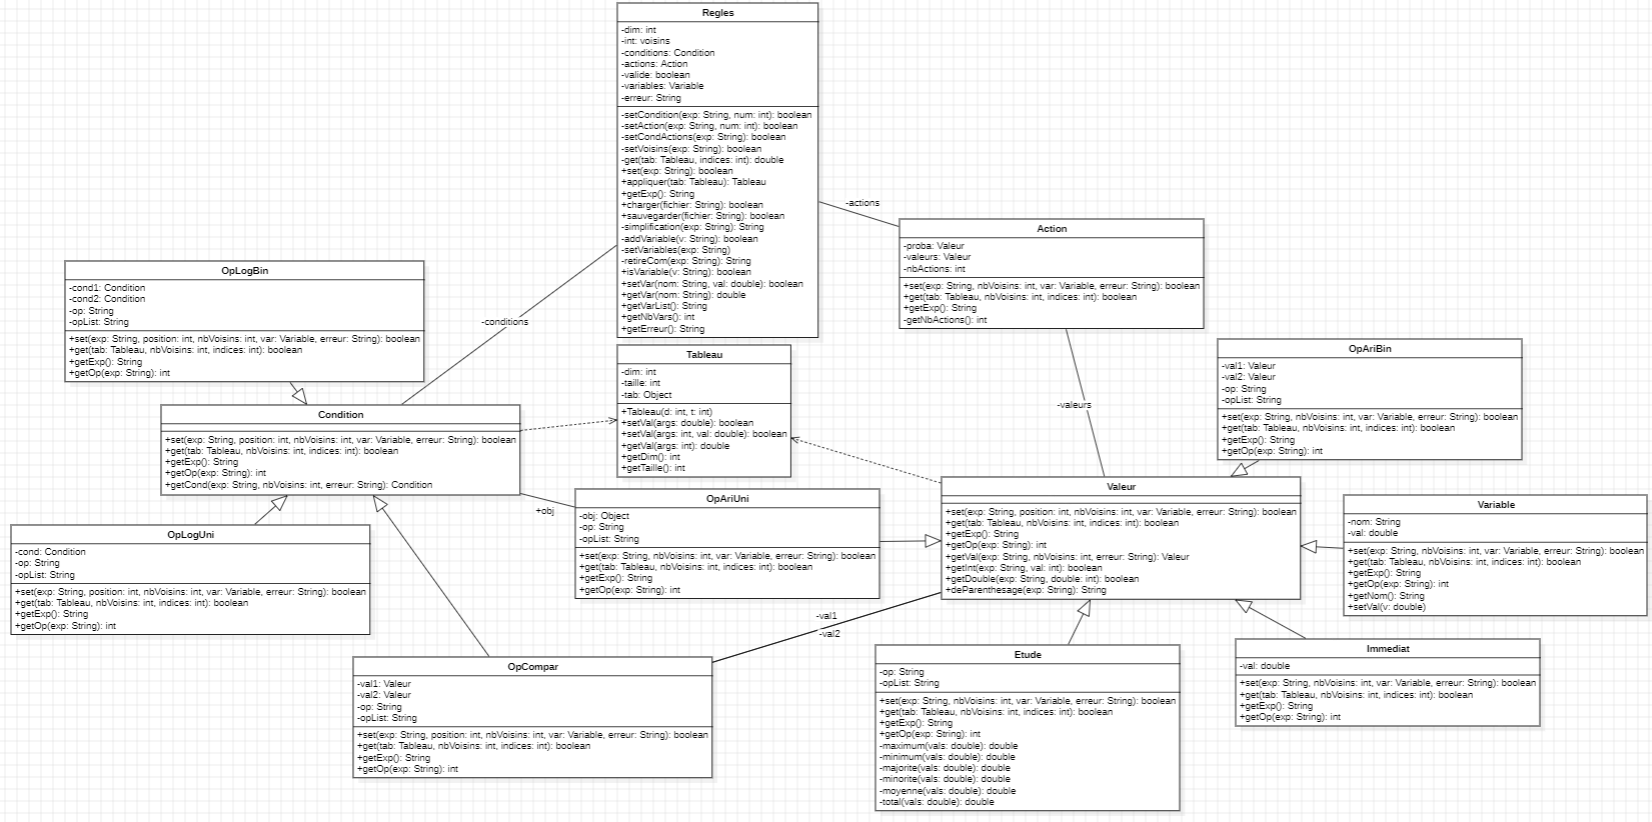 Regles
-dim: int
-int: voisins
-conditions: Condition
-actions: Action
-valide: boolean
-variables: Variable
-erreur: String
-setCondition(exp: String, num: int): boolean
-setAction(exp: String, num: int): boolean
-setCondActions(exp: String): boolean
-setVoisins(exp: String): boolean
-get(tab: Tableau, indices: int): double
+set(exp: String): boolean
+appliquer(tab: Tableau): Tableau
+getExp(): String
+charger(fichier: String): boolean
+sauvegarder(fichier: String): boolean
-simplification(exp: String): String
-addVariable(v: String): boolean
-setVariables(exp: String)
-retireCom(exp: String): String
+isVariable(v: String): boolean
+setVar(nom: String, val: double): boolean
+getVar(nom: String): double
+getVarList(): String
+getNbVars(): int
+getErreur(): String
-actions
Action
-proba: Valeur
-valeurs: Valeur
-nbActions: int
+set(exp: String, nbVoisins: int, var: Variable, erreur: String): boolean
+get(tab: Tableau, nbVoisins: int, indices: int): boolean
+getExp(): String
-getNbActions(): int
OpLogBin
-cond1: Condition
-cond2: Condition
-op: String
-opList: String
+set(exp: String, position: int, nbVoisins: int, var: Variable, erreur: String): boolean
+get(tab: Tableau, nbVoisins: int, indices: int): boolean
+getExp(): String
+getOp(exp: String): int
-conditions
Tableau
-dim: int
-taille: int
-tab: Object
+Tableau(d: int, t: int)
+setVal(args: double): boolean
+setVal(args: int, val: double): boolean
+getVal(args: int): double
+getDim(): int
+getTaille(): int
-valeurs
OpAriBin
-val1: Valeur
-val2: Valeur
-op: String
-opList: String
+set(exp: String, nbVoisins: int, var: Variable, erreur: String): boolean
+get(tab: Tableau, nbVoisins: int, indices: int): boolean
+getExp(): String
+getOp(exp: String): int
Condition
+set(exp: String, position: int, nbVoisins: int, var: Variable, erreur: String): boolean
+get(tab: Tableau, nbVoisins: int, indices: int): boolean
+getExp(): String
+getOp(exp: String): int
+getCond(exp: String, nbVoisins: int, erreur: String): Condition
+obj
OpAriUni
-obj: Object
-op: String
-opList: String
+set(exp: String, nbVoisins: int, var: Variable, erreur: String): boolean
+get(tab: Tableau, nbVoisins: int, indices: int): boolean
+getExp(): String
+getOp(exp: String): int
Valeur
+set(exp: String, position: int, nbVoisins: int, var: Variable, erreur: String): boolean
+get(tab: Tableau, nbVoisins: int, indices: int): boolean
+getExp(): String
+getOp(exp: String): int
+getVal(exp: String, nbVoisins: int, erreur: String): Valeur
+getInt(exp: String, val: int): boolean
+getDouble(exp: String, double: int): boolean
+deParenthesage(exp: String): String
Variable
-nom: String
-val: double
+set(exp: String, nbVoisins: int, var: Variable, erreur: String): boolean
+get(tab: Tableau, nbVoisins: int, indices: int): boolean
+getExp(): String
+getOp(exp: String): int
+getNom(): String
+setVal(v: double)
OpLogUni
-cond: Condition
-op: String
-opList: String
+set(exp: String, position: int, nbVoisins: int, var: Variable, erreur: String): boolean
+get(tab: Tableau, nbVoisins: int, indices: int): boolean
+getExp(): String
+getOp(exp: String): int
-val1
-val2
OpCompar
-val1: Valeur
-val2: Valeur
-op: String
-opList: String
+set(exp: String, position: int, nbVoisins: int, var: Variable, erreur: String): boolean
+get(tab: Tableau, nbVoisins: int, indices: int): boolean
+getExp(): String
+getOp(exp: String): int
Etude
-op: String
-opList: String
+set(exp: String, nbVoisins: int, var: Variable, erreur: String): boolean
+get(tab: Tableau, nbVoisins: int, indices: int): boolean
+getExp(): String
+getOp(exp: String): int
-maximum(vals: double): double
-minimum(vals: double): double
-majorite(vals: double): double
-minorite(vals: double): double
-moyenne(vals: double): double
-total(vals: double): double
Immediat
-val: double
+set(exp: String, nbVoisins: int, var: Variable, erreur: String): boolean
+get(tab: Tableau, nbVoisins: int, indices: int): boolean
+getExp(): String
+getOp(exp: String): int